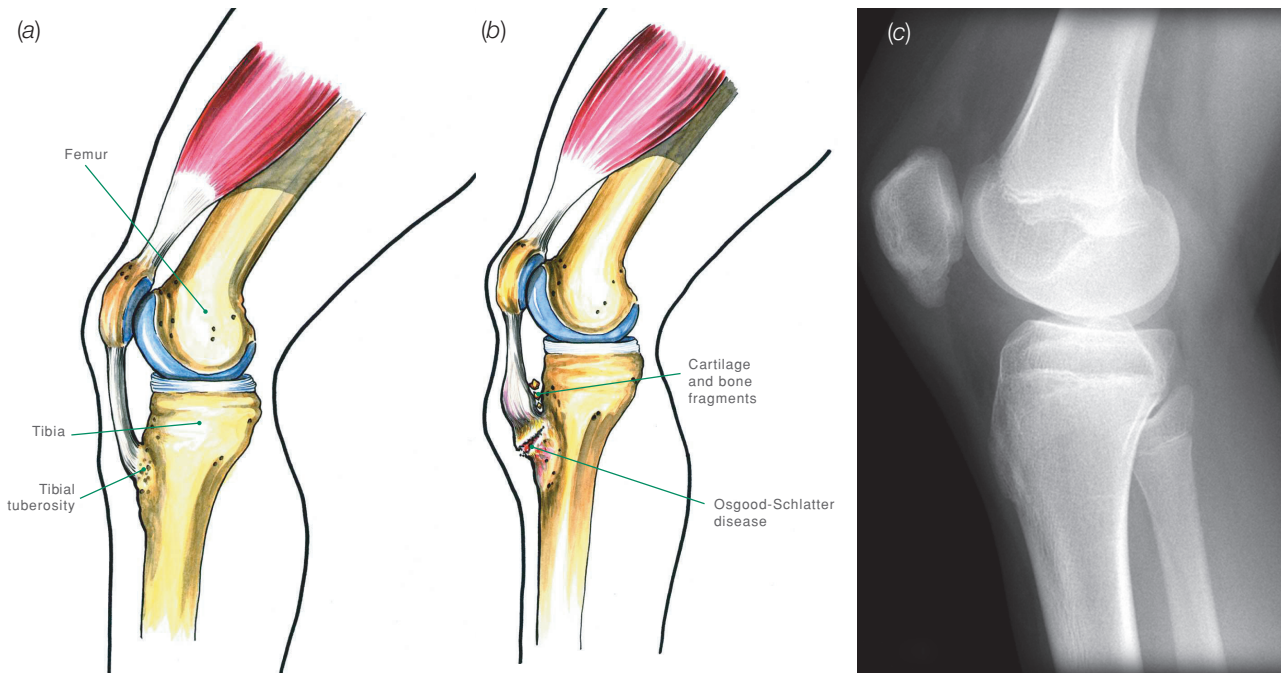 (a)
Femur
Tibia
Tibial
tuberosity
(b)
Cartilage
and bone
fragments
Osgood-Schlatter
disease
(c)